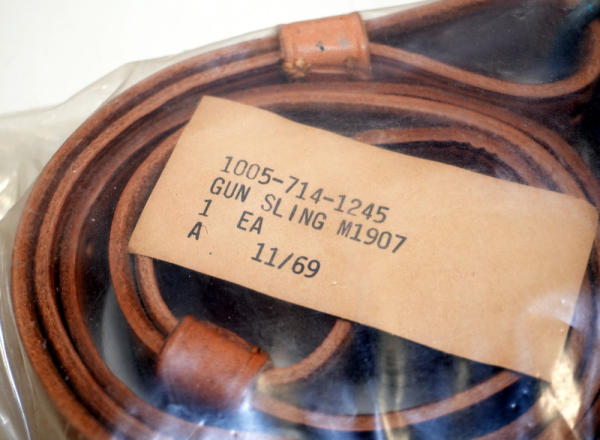 1005-714-1245
GUN SLING M1907
1 EA
A 11/69